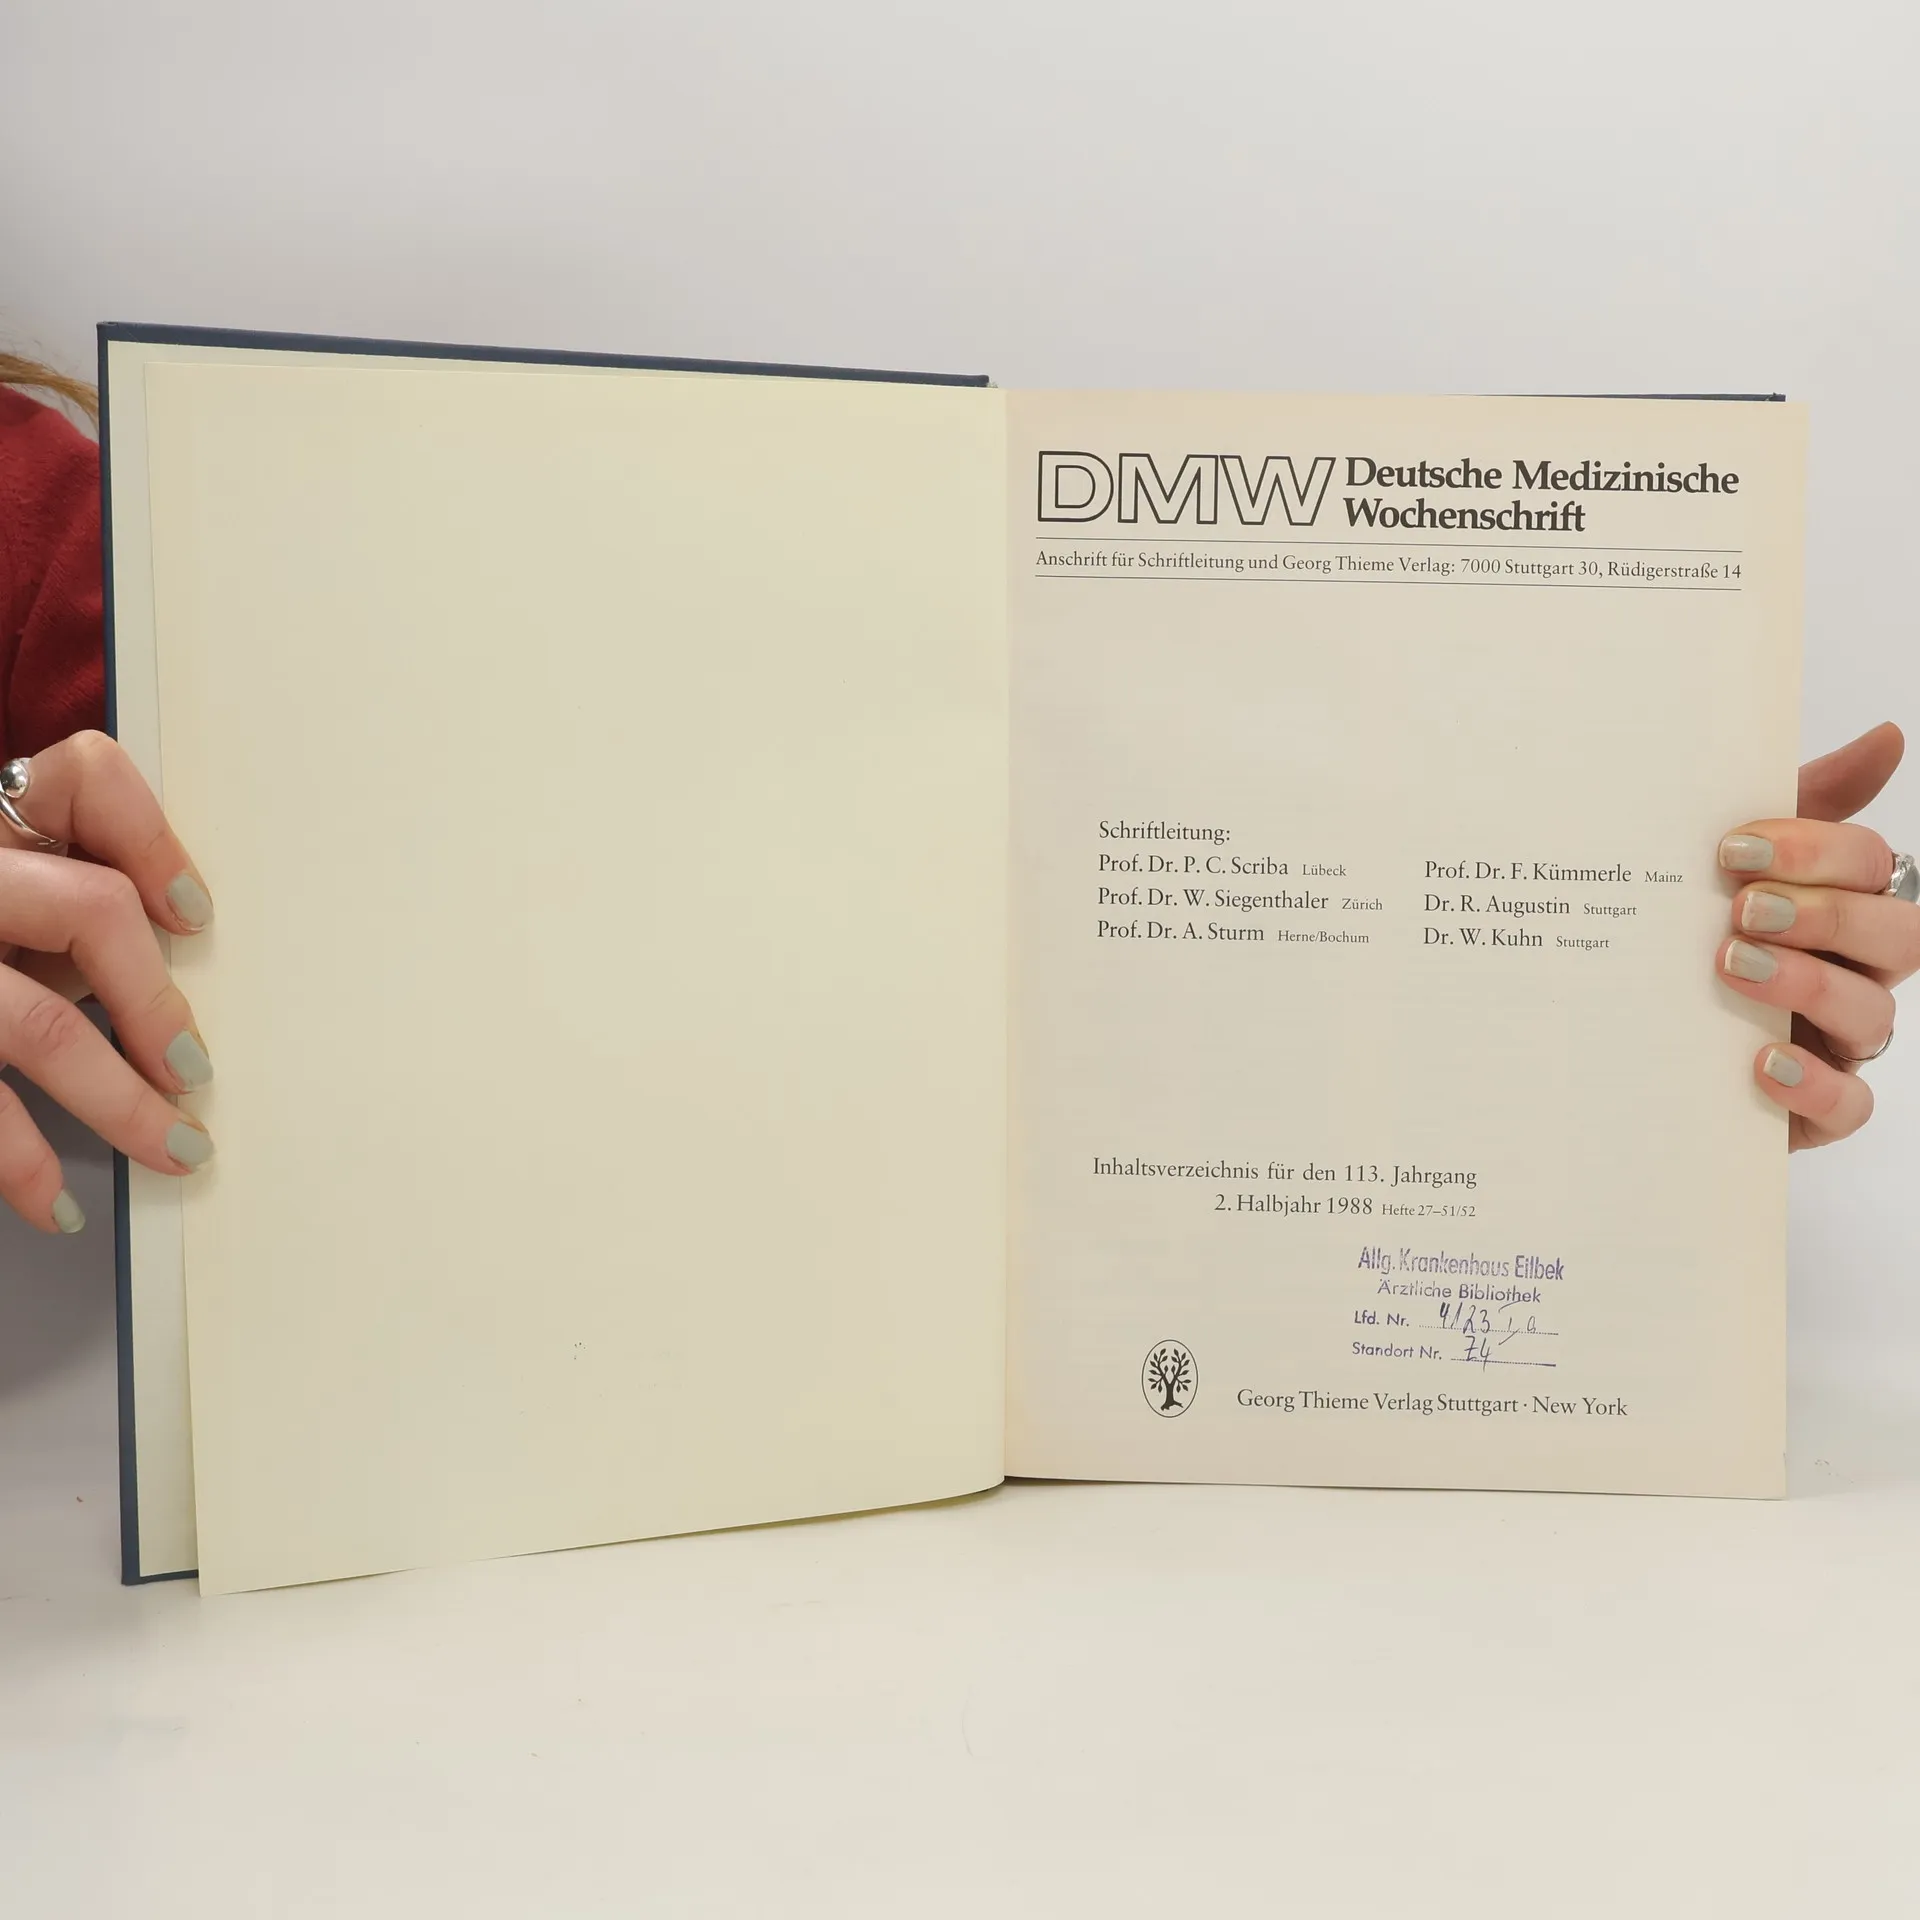 DMW Deutsche Medizinische
Wochenschrift
Anschrift für Schriftleitung und Georg Thieme Verlag: 7000 Stuttgart 30, Rüdigerstraße 14
Schriftleitung:
Prof. Dr. P. C. Scriba Lübeck
Prof. Dr. W. Siegenthaler Zürich
Prof. Dr. A. Sturm Herne/Bochum
Prof. Dr. F. Kümmerle Mainz
Dr. R. Augustin Stuttgart
Dr. W. Kuhn Stuttgart
Inhaltsverzeichnis für den 113. Jahrgang
2. Halbjahr 1988 Hefte 27–51/52
Allg. Krankenhaus Eilbek
Ärztliche Bibliothek
Lfd. Nr.
Standort Nr. Z4
Georg Thieme Verlag Stuttgart · New York